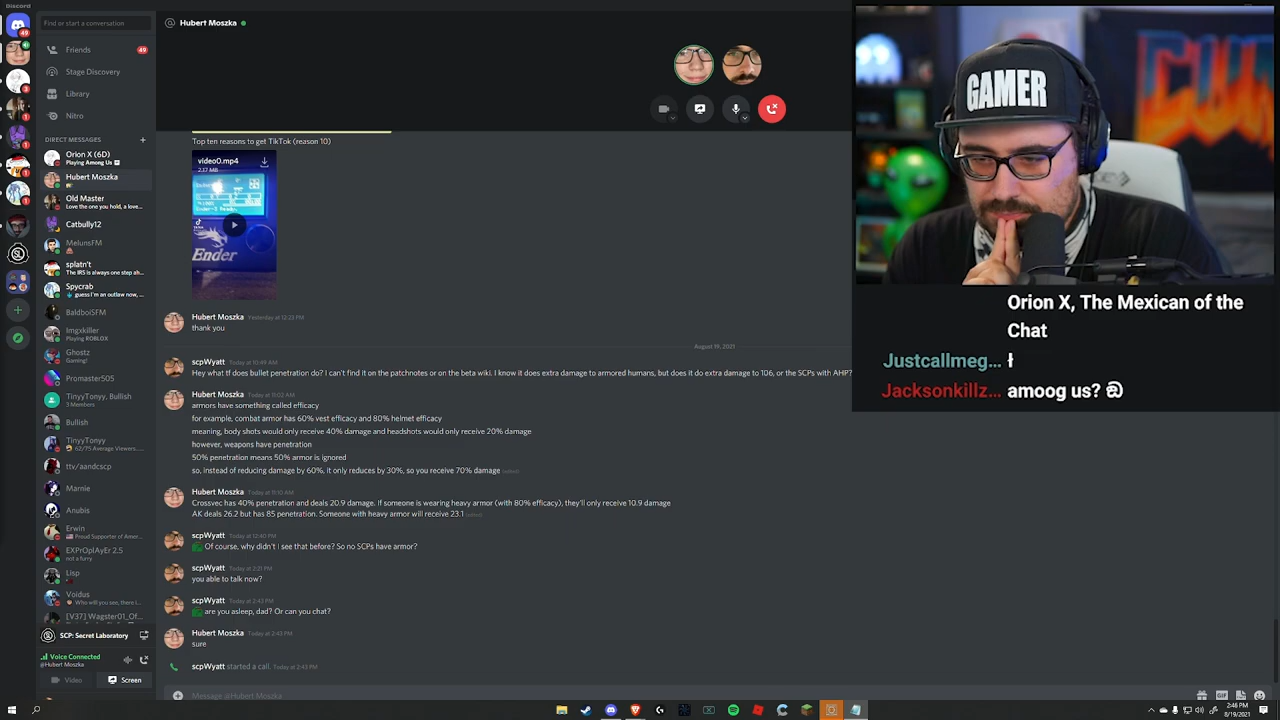 Discord
Find or start a conversation
Friends
49
Stage Discovery
Library
Nitro
DIRECT MESSAGES
Orion X (6D)
Playing Among Us
Hubert Moszka
Old Master
Love the one you hold, a love...
Catbully12
MelunsFM
splatn't
The IRS is always one step ah...
Spycrab
guess I'm an outlaw now, ...
BaldboiSFM
Imgxkiller
Playing ROBLOX
Ghostz
Gaming!
Promaster505
TinyyTonyy, Bullish
3 Members
Bullish
TinyyTonyy
62/75 Average Viewers...
ttv/aandcscp
Marnie
Anubis
Erwin
Proud Supporter of Amer...
EXPrOplAyEr 2.5
not a furry
Lisp
Voidus
Who will you see, there i...
[V37] Wagster01_Of...
SCP: Secret Laboratory
Voice Connected
@Hubert Moszka
Video
Screen
Hubert Moszka
Top ten reasons to get TikTok (reason 10)
video0.mp4
2.17 MB
Ender
Hubert Moszka Yesterday at 12:23 PM
thank you
August 19, 2021
scpWyatt Today at 10:49 AM
Hey what tf does bullet penetration do? I can't find it on the patchnotes or on the beta wiki. I know it does extra damage to armored humans, but does it do extra damage to 106, or the SCPs with AHP?
Hubert Moszka Today at 11:02 AM
armors have something called efficacy
for example, combat armor has 60% vest efficacy and 80% helmet efficacy
meaning, body shots would only receive 40% damage and headshots would only receive 20% damage
however, weapons have penetration
50% penetration means 50% armor is ignored
so, instead of reducing damage by 60%, it only reduces by 30%, so you receive 70% damage (edited)
Hubert Moszka Today at 11:10 AM
Crossvec has 40% penetration and deals 20.9 damage. If someone is wearing heavy armor (with 80% efficacy), they'll only receive 10.9 damage
AK deals 26.2 but has 85 penetration. Someone with heavy armor will receive 23.1 (edited)
scpWyatt Today at 12:40 PM
Of course, why didn't i see that before? So no SCPs have armor?
scpWyatt Today at 2:21 PM
you able to talk now?
scpWyatt Today at 2:43 PM
are you asleep, dad? Or can you chat?
Hubert Moszka Today at 2:43 PM
sure
scpWyatt started a call. Today at 2:43 PM
Message @Hubert Moszka
GAMER
Orion X, The Mexican of the
Chat
Justcallmeg... ł
Jacksonkillz... amoog us? ඞ
GIF
2:46 PM
8/19/2021